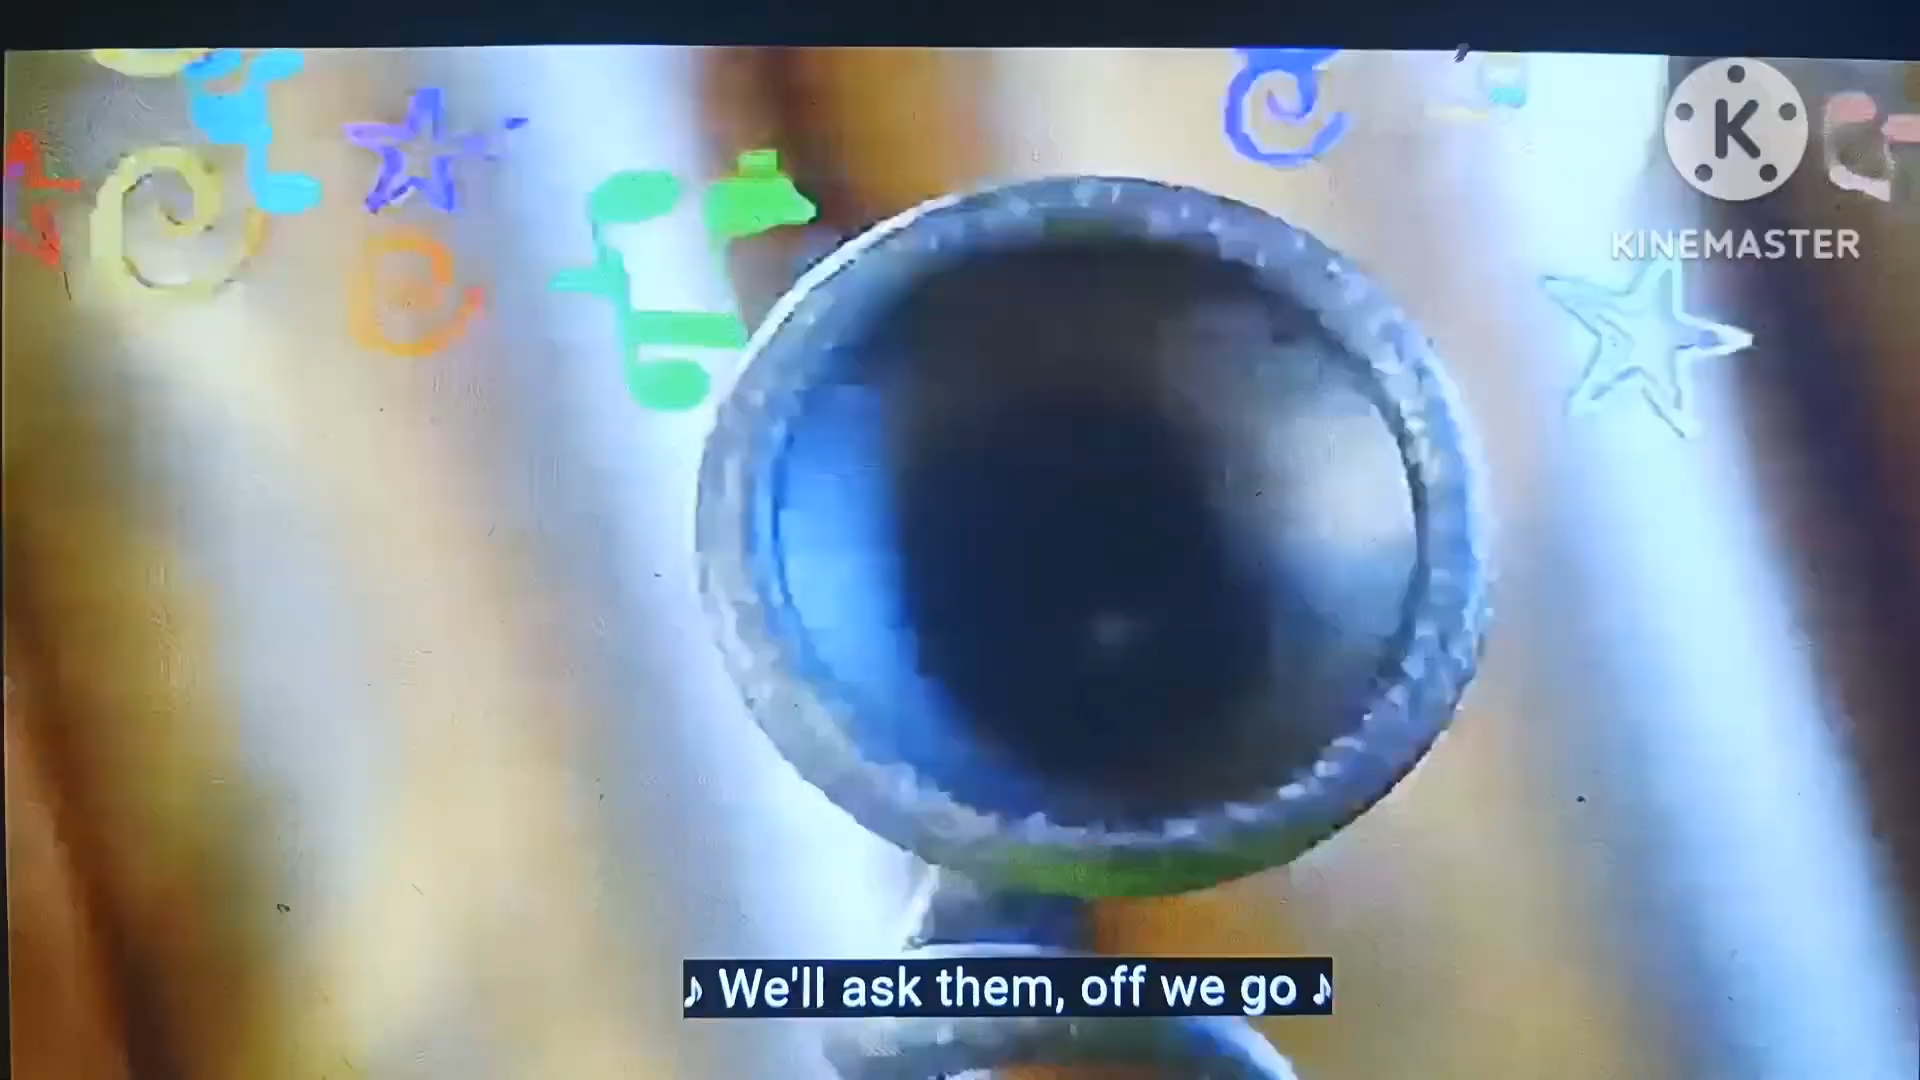 K
KINEMASTER
♪ We'll ask them, off we go ♪